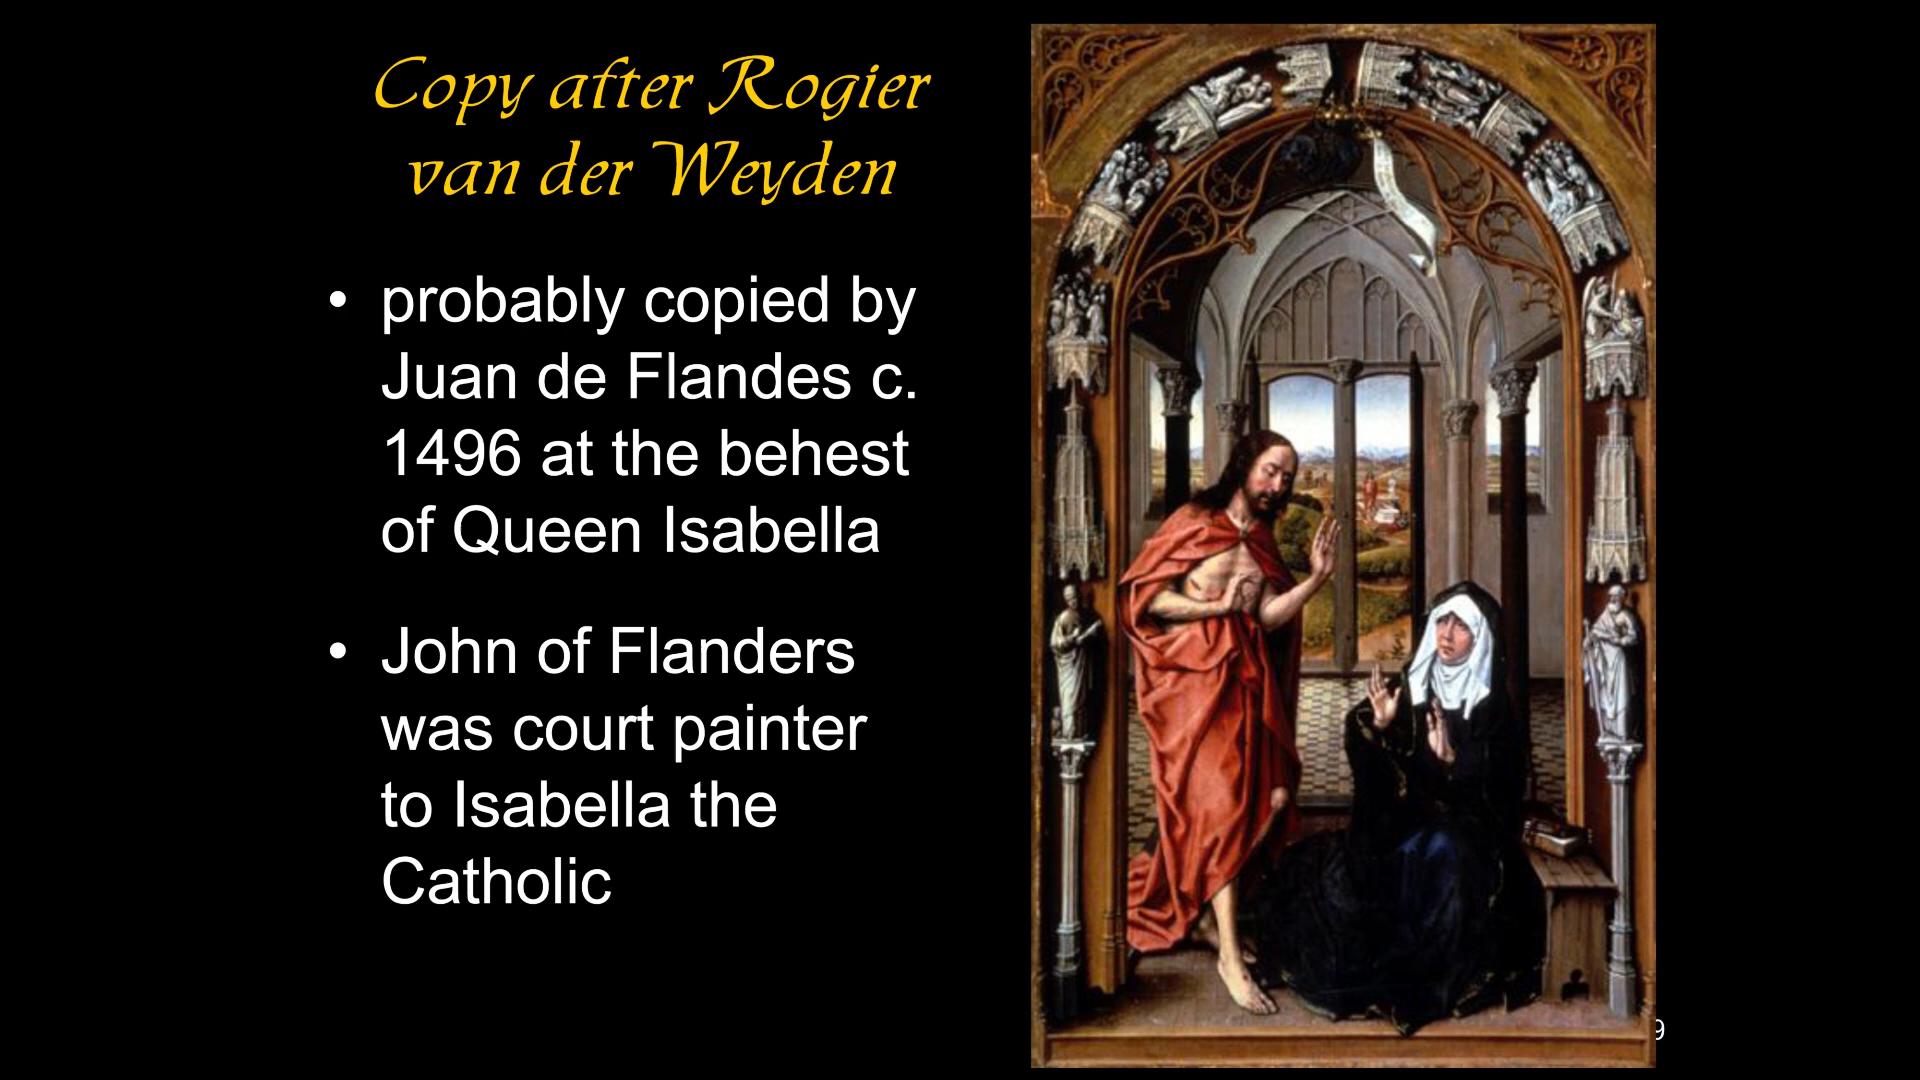 Copy after Rogier
van der Weyden
• probably copied by
Juan de Flandes c.
1496 at the behest
of Queen Isabella
• John of Flanders
was court painter
to Isabella the
Catholic
9